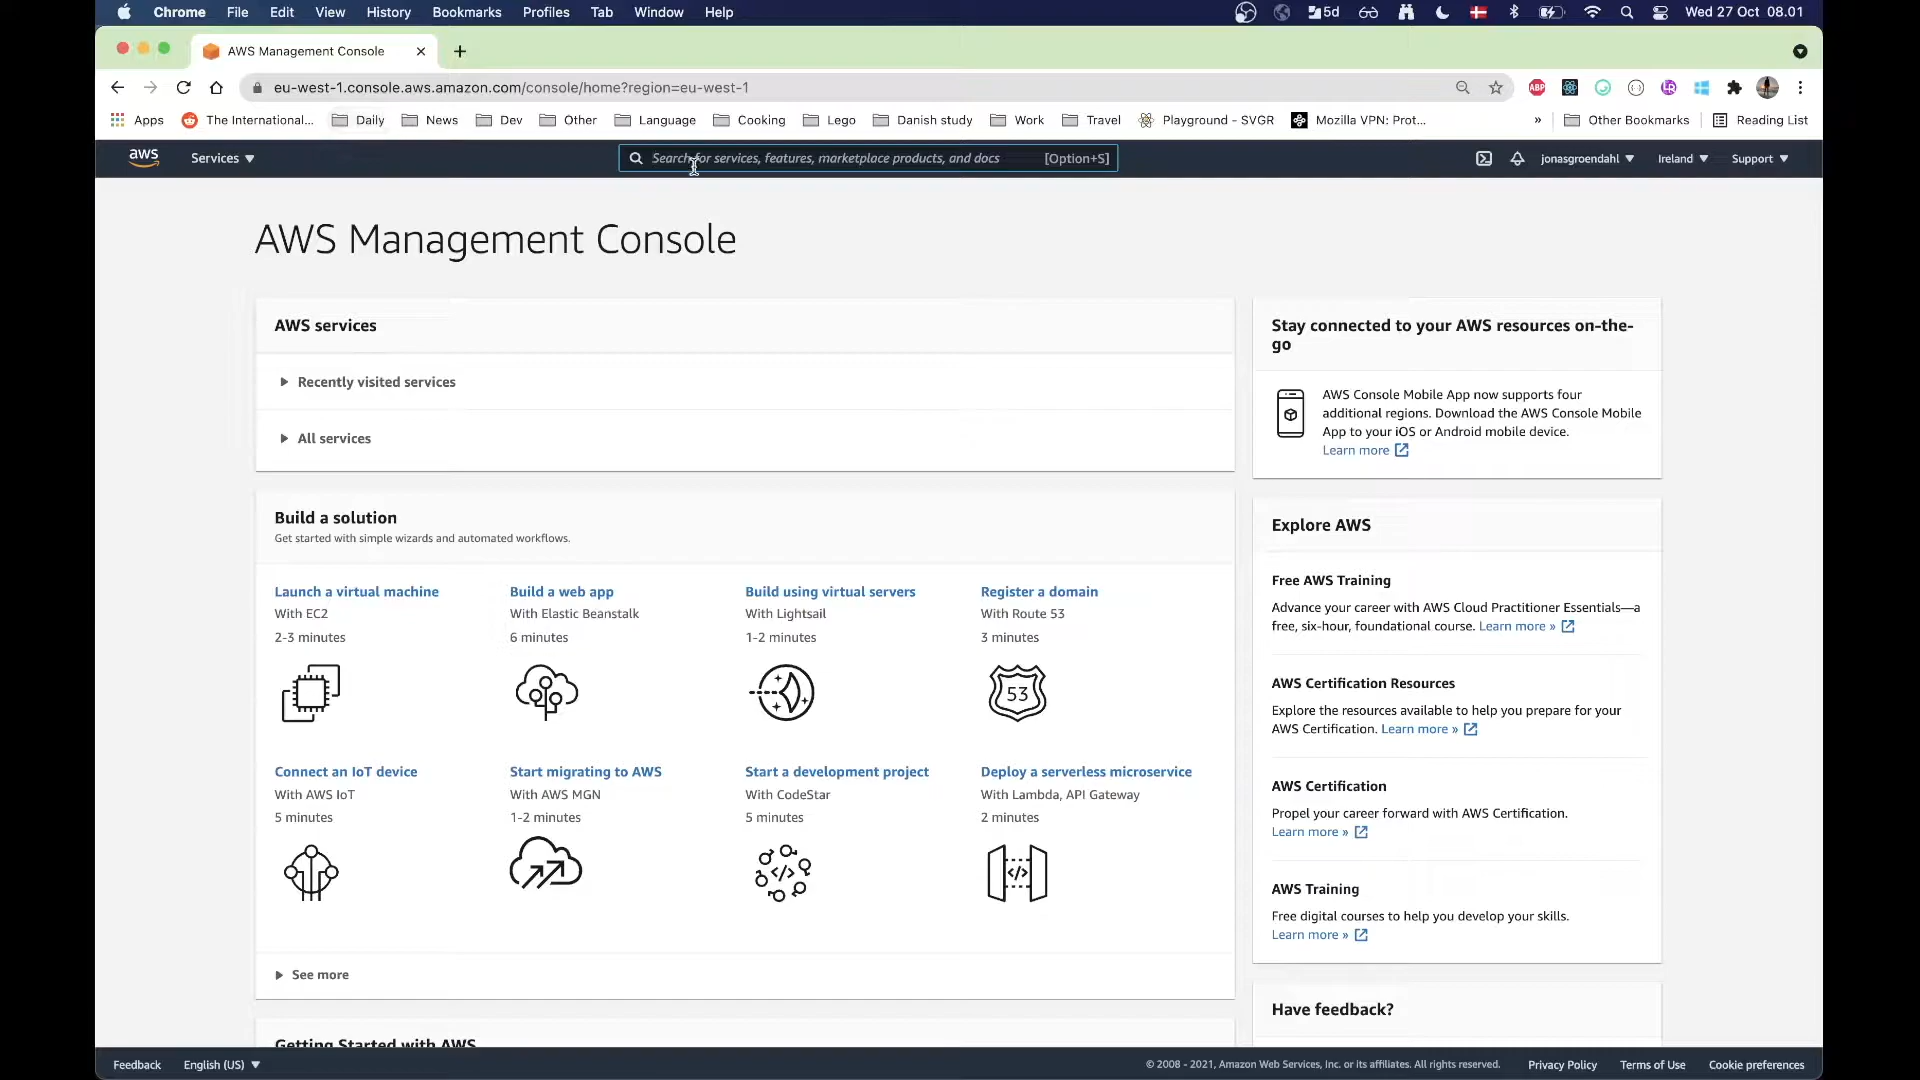 Chrome File Edit View History Bookmarks Profiles Tab Window Help 5d Wed 27 Oct 08.01
AWS Management Console
eu-west-1.console.aws.amazon.com/console/home?region=eu-west-1 ABP
Apps The International... Daily News Dev Other Language Cooking Lego Danish study Work Travel Playground - SVGR Mozilla VPN: Prot... » Other Bookmarks Reading List
aws Services Search for services, features, marketplace products, and docs [Option+S] jonasgroendahl Ireland Support
AWS Management Console
AWS services
Recently visited services
All services
Build a solution
Get started with simple wizards and automated workflows.
Launch a virtual machine
With EC2
2-3 minutes
Build a web app
With Elastic Beanstalk
6 minutes
Build using virtual servers
With Lightsail
1-2 minutes
Register a domain
With Route 53
3 minutes
53
Connect an IoT device
With AWS IoT
5 minutes
Start migrating to AWS
With AWS MGN
1-2 minutes
Start a development project
With CodeStar
5 minutes
</>
Deploy a serverless microservice
With Lambda, API Gateway
2 minutes
</>
See more
Getting Started with AWS
Stay connected to your AWS resources on-the-
go
AWS Console Mobile App now supports four
additional regions. Download the AWS Console Mobile
App to your iOS or Android mobile device.
Learn more
Explore AWS
Free AWS Training
Advance your career with AWS Cloud Practitioner Essentials—a
free, six-hour, foundational course. Learn more »
AWS Certification Resources
Explore the resources available to help you prepare for your
AWS Certification. Learn more »
AWS Certification
Propel your career forward with AWS Certification.
Learn more »
AWS Training
Free digital courses to help you develop your skills.
Learn more »
Have feedback?
Feedback English (US) © 2008 - 2021, Amazon Web Services, Inc. or its affiliates. All rights reserved. Privacy Policy Terms of Use Cookie preferences